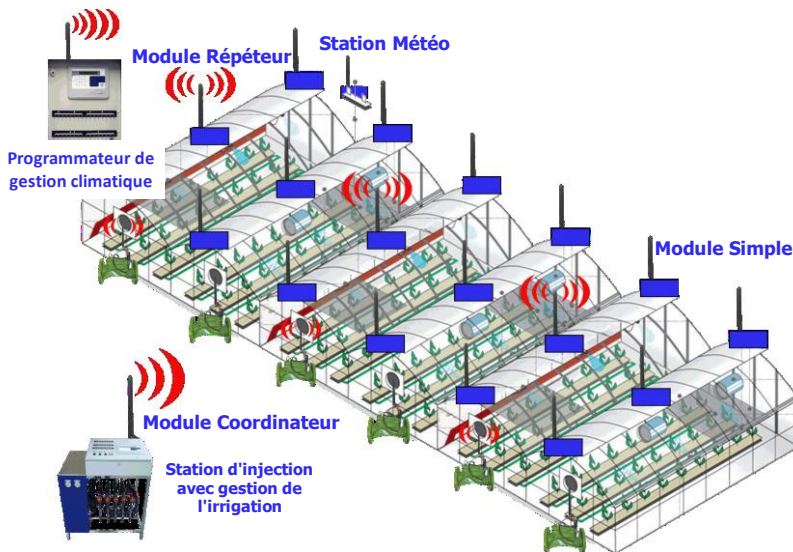 Module Répéteur
Station Météo
Programmateur de
gestion climatique
Module Simple
Module Coordinateur
Station d'injection
avec gestion de
l'irrigation